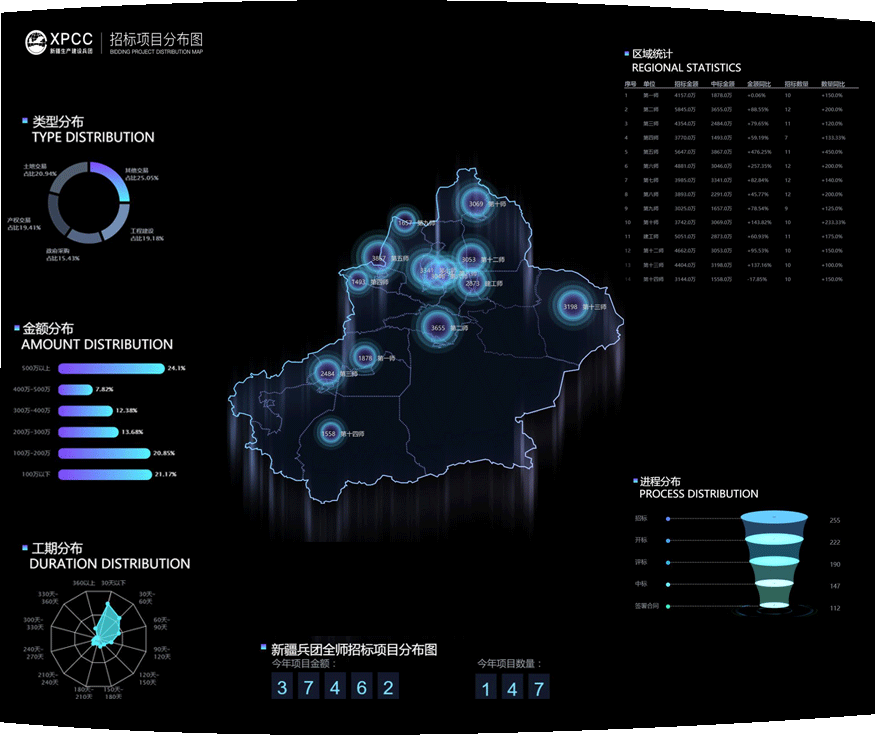 XPCC
新疆生产建设兵团
招标项目分布图
BIDDING PROJECT DISTRIBUTION MAP
类型分布
TYPE DISTRIBUTION
土地交易
占比20.94%
其他交易
占比25.05%
产权交易
占比19.41%
工程建设
占比19.18%
政府采购
占比15.43%
金额分布
AMOUNT DISTRIBUTION
500万以上 24.1%
400万-500万 7.82%
300万-400万 12.38%
200万-300万 13.68%
100万-200万 20.85%
100万以下 21.17%
工期分布
DURATION DISTRIBUTION
360以上 30天以下
330天-
360天
30天-
60天
300天-
330天
60天-
90天
240天-
270天
90天-
120天
210天-
240天
120天-
150天
180天-
210天
150天-
180天
3069 第十师
1657 第九师
3867 第五师
3053 第十二师
3341
1493 第四师
2873 建工师
3198 第十三师
3655 第二师
1878 第一师
2484 第三师
1558 第十四师
新疆兵团全师招标项目分布图
今年项目金额：
37462
今年项目数量：
147
区域统计
REGIONAL STATISTICS
序号 单位 招标金额 中标金额 金额同比 招标数量 数量同比
1 第一师 4157.0万 1878.0万 +0.06% 10 +150.0%
2 第二师 5845.0万 3655.0万 +88.55% 12 +200.0%
3 第三师 4354.0万 2484.0万 +79.65% 11 +120.0%
4 第四师 3770.0万 1493.0万 +59.19% 7 +133.33%
5 第五师 5647.0万 3867.0万 +476.25% 11 +450.0%
6 第六师 4881.0万 3046.0万 +257.35% 12 +200.0%
7 第七师 3985.0万 3341.0万 +82.84% 12 +140.0%
8 第八师 3893.0万 2291.0万 +45.77% 12 +200.0%
9 第九师 3025.0万 1657.0万 +78.54% 9 +125.0%
10 第十师 3742.0万 3069.0万 +143.82% 10 +233.33%
11 建工师 5051.0万 2873.0万 +60.93% 11 +175.0%
12 第十二师 4662.0万 3053.0万 +95.53% 10 +150.0%
13 第十三师 4404.0万 3198.0万 +137.16% 10 +100.0%
14 第十四师 3144.0万 1558.0万 -17.85% 10 +150.0%
进程分布
PROCESS DISTRIBUTION
招标 255
开标 222
评标 190
中标 147
签署合同 112